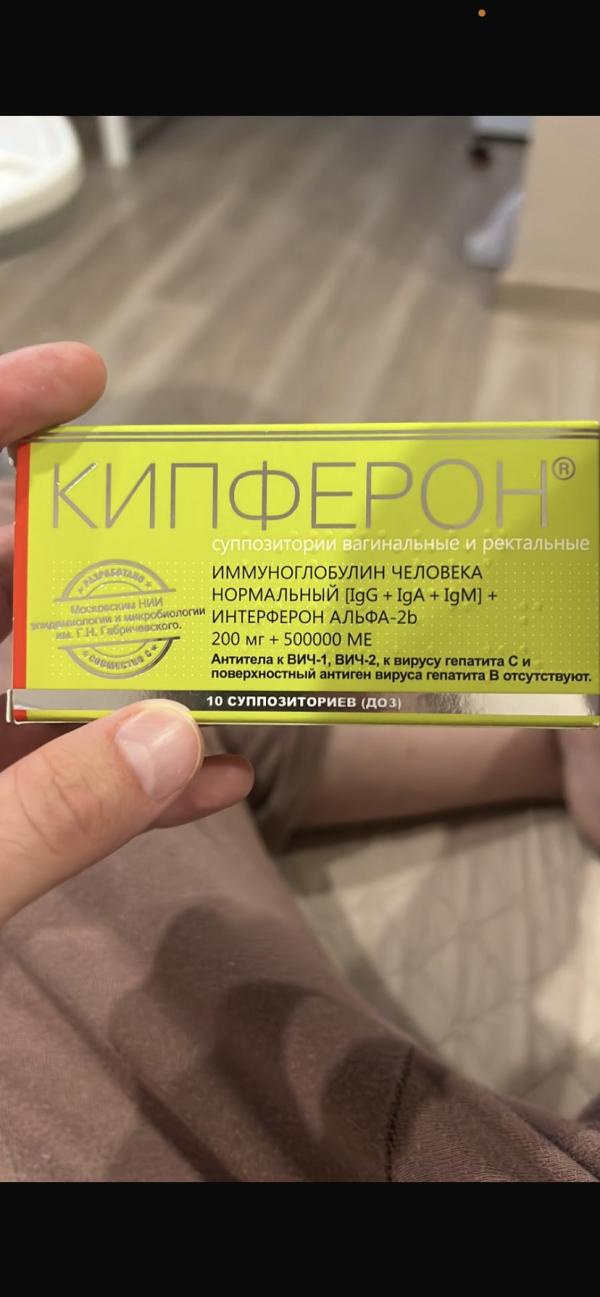 КИПФЕРОН®
суппозитории вагинальные и ректальные
РАЗРАБОТАНО
Московским НИИ
эпидемиологии и микробиологии
им. Г.Н. Габричевского.
СОВМЕСТНО С
ИММУНОГЛОБУЛИН ЧЕЛОВЕКА
НОРМАЛЬНЫЙ [IgG + IgA + IgM] +
ИНТЕРФЕРОН АЛЬФА-2b
200 мг + 500000 МЕ
Антитела к ВИЧ-1, ВИЧ-2, к вирусу гепатита С и
поверхностный антиген вируса гепатита В отсутствуют.
10 СУППОЗИТОРИЕВ (ДОЗ)